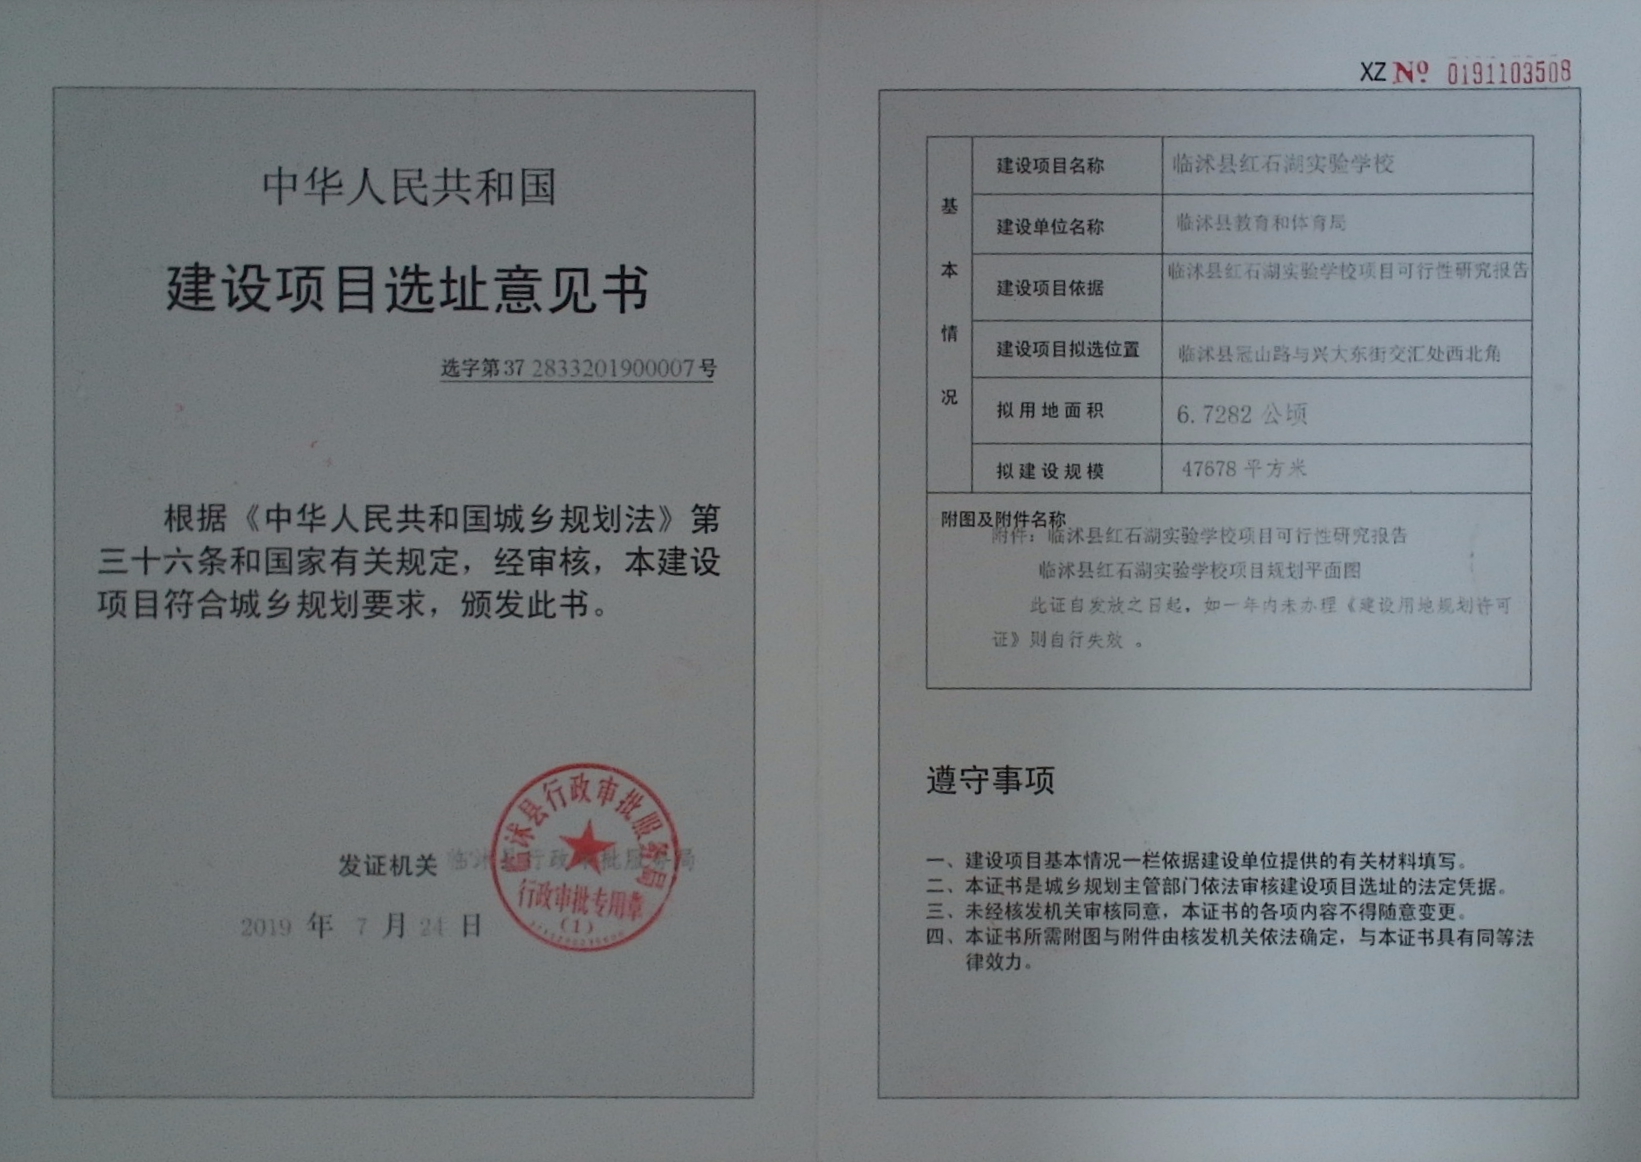 中华人民共和国
建设项目选址意见书
选字第37 2833201900007号
根据《中华人民共和国城乡规划法》第
三十六条和国家有关规定，经审核，本建设
项目符合城乡规划要求，颁发此书。
发证机关 临沭县行政审批服务局
2019 年 7 月 24 日
临沭县行政审批服务局
行政审批专用章
(1)
XZ № 0191103508
基本情况
建设项目名称 临沭县红石湖实验学校
建设单位名称 临沭县教育和体育局
建设项目依据 临沭县红石湖实验学校项目可行性研究报告
建设项目拟选位置 临沭县冠山路与兴大东街交汇处西北角
拟用地面积 6.7282 公顷
拟建设规模 47678 平方米
附图及附件名称
附件：临沭县红石湖实验学校项目可行性研究报告
临沭县红石湖实验学校项目规划平面图
此证自发放之日起，如一年内未办理《建设用地规划许可
证》则自行失效 。
遵守事项
一、建设项目基本情况一栏依据建设单位提供的有关材料填写。
二、本证书是城乡规划主管部门依法审核建设项目选址的法定凭据。
三、未经核发机关审核同意，本证书的各项内容不得随意变更。
四、本证书所需附图与附件由核发机关依法确定，与本证书具有同等法
律效力。